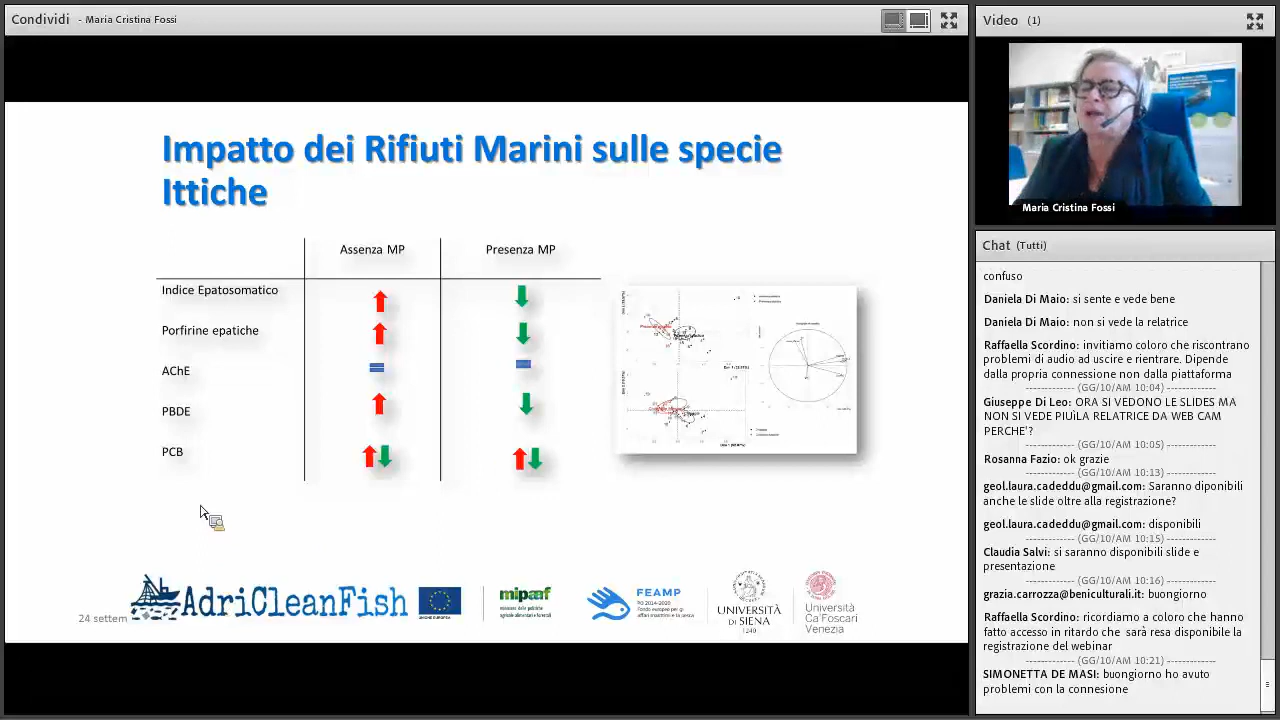 Condividi - Maria Cristina Fossi
Impatto dei Rifiuti Marini sulle specie
Ittiche
Assenza MP
Presenza MP
Indice Epatosomatico
Porfirine epatiche
AChE
=
PBDE
PCB
24 settem
AdriCleanFish
UNIONE EUROPEA
mipaaf
FEAMP
UNIVERSITÀ
DI SIENA
1240
Università
Ca'Foscari
Venezia
Video (1)
Maria Cristina Fossi
Chat (Tutti)
confuso
Daniela Di Maio: si sente e vede bene
Daniela Di Maio: non si vede la relatrice
Raffaella Scordino: invitiamo coloro che riscontrano
problemi di audio ad uscire e rientrare. Dipende
dalla propria connessione non dalla piattaforma
------------- (GG/10/AM 10:04) -------------
Giuseppe Di Leo: ORA SI VEDONO LE SLIDES MA
NON SI VEDE PIUìLA RELATRICE DA WEB CAM
PERCHE'?
------------- (GG/10/AM 10:05) -------------
Rosanna Fazio: ok grazie
------------- (GG/10/AM 10:13) -------------
geol.laura.cadeddu@gmail.com: Saranno diponibili
anche le slide oltre alla registrazione?
geol.laura.cadeddu@gmail.com: disponibili
------------- (GG/10/AM 10:15) -------------
Claudia Salvi: si saranno disponibili slide e
presentazione
------------- (GG/10/AM 10:16) -------------
grazia.carrozza@beniculturali.it: buongiorno
Raffaella Scordino: ricordiamo a coloro che hanno
fatto accesso in ritardo che sarà resa disponibile la
registrazione del webinar
------------- (GG/10/AM 10:21) -------------
SIMONETTA DE MASI: buongiorno ho avuto
problemi con la connesione